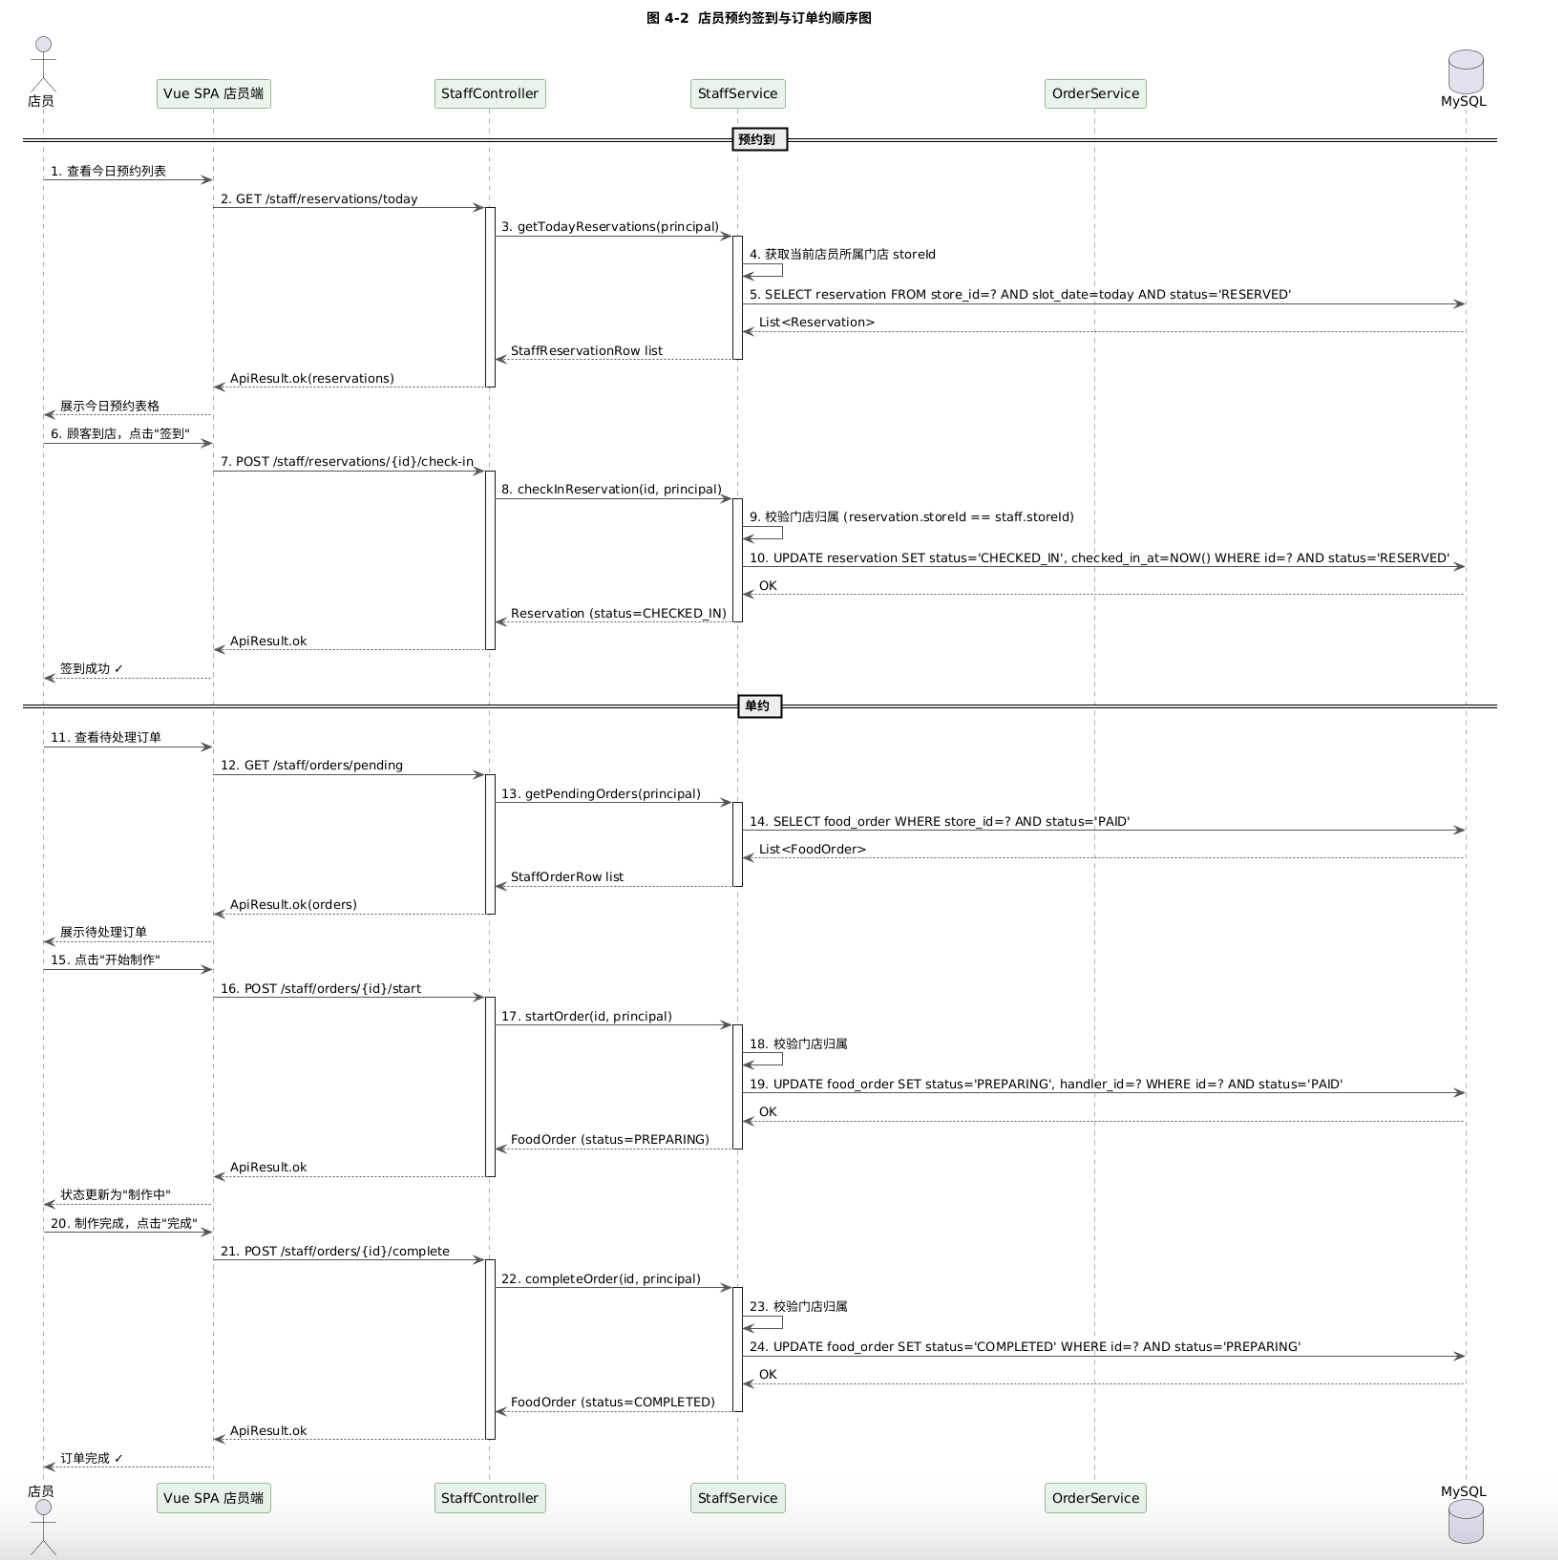 图 4-2  店员预约签到与订单约顺序图
店员
Vue SPA 店员端
StaffController
StaffService
OrderService
MySQL
预约到
1. 查看今日预约列表
2. GET /staff/reservations/today
3. getTodayReservations(principal)
4. 获取当前店员所属门店 storeId
5. SELECT reservation FROM store_id=? AND slot_date=today AND status='RESERVED'
List<Reservation>
StaffReservationRow list
ApiResult.ok(reservations)
展示今日预约表格
6. 顾客到店，点击"签到"
7. POST /staff/reservations/{id}/check-in
8. checkInReservation(id, principal)
9. 校验门店归属 (reservation.storeId == staff.storeId)
10. UPDATE reservation SET status='CHECKED_IN', checked_in_at=NOW() WHERE id=? AND status='RESERVED'
OK
Reservation (status=CHECKED_IN)
ApiResult.ok
签到成功 ✓
单约
11. 查看待处理订单
12. GET /staff/orders/pending
13. getPendingOrders(principal)
14. SELECT food_order WHERE store_id=? AND status='PAID'
List<FoodOrder>
StaffOrderRow list
ApiResult.ok(orders)
展示待处理订单
15. 点击"开始制作"
16. POST /staff/orders/{id}/start
17. startOrder(id, principal)
18. 校验门店归属
19. UPDATE food_order SET status='PREPARING', handler_id=? WHERE id=? AND status='PAID'
OK
FoodOrder (status=PREPARING)
ApiResult.ok
状态更新为"制作中"
20. 制作完成，点击"完成"
21. POST /staff/orders/{id}/complete
22. completeOrder(id, principal)
23. 校验门店归属
24. UPDATE food_order SET status='COMPLETED' WHERE id=? AND status='PREPARING'
OK
FoodOrder (status=COMPLETED)
ApiResult.ok
订单完成 ✓
店员
Vue SPA 店员端
StaffController
StaffService
OrderService
MySQL